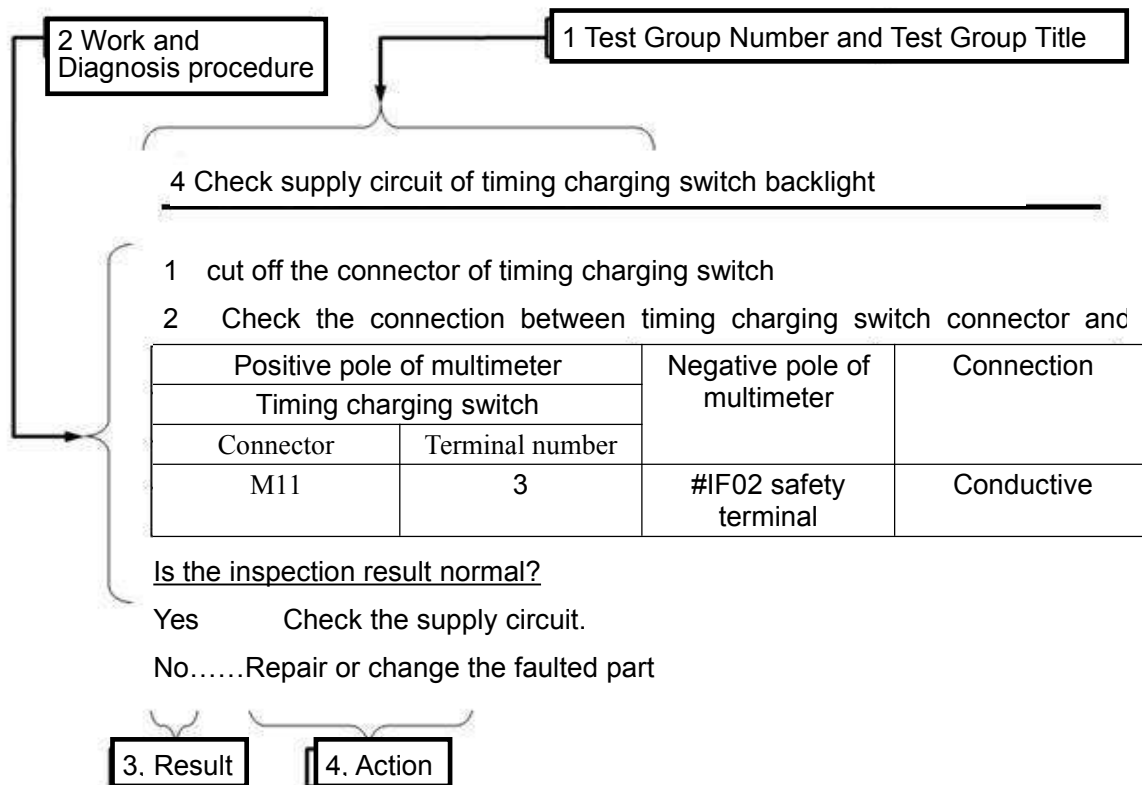 2 Work and
Diagnosis procedure
1 Test Group Number and Test Group Title
4 Check supply circuit of timing charging switch backlight
1 cut off the connector of timing charging switch
2 Check the connection between timing charging switch connector and
Positive pole of multimeter
Negative pole of
multimeter
Connection
Timing charging switch
Connector
Terminal number
M11
3
#IF02 safety
terminal
Conductive
Is the inspection result normal?
Yes Check the supply circuit.
No……Repair or change the faulted part
3. Result
4. Action